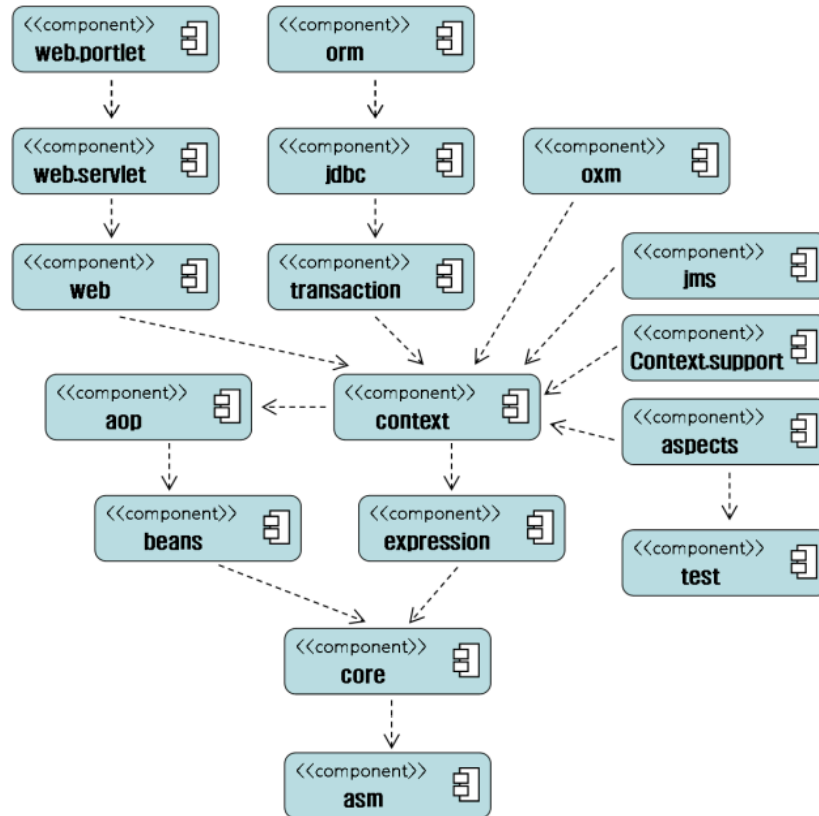 <<component>>
web.portlet
<<component>>
orm
<<component>>
web.servlet
<<component>>
jdbc
<<component>>
oxm
<<component>>
web
<<component>>
transaction
<<component>>
jms
<<component>>
Context.support
<<component>>
aop
<<component>>
context
<<component>>
aspects
<<component>>
beans
<<component>>
expression
<<component>>
test
<<component>>
core
<<component>>
asm